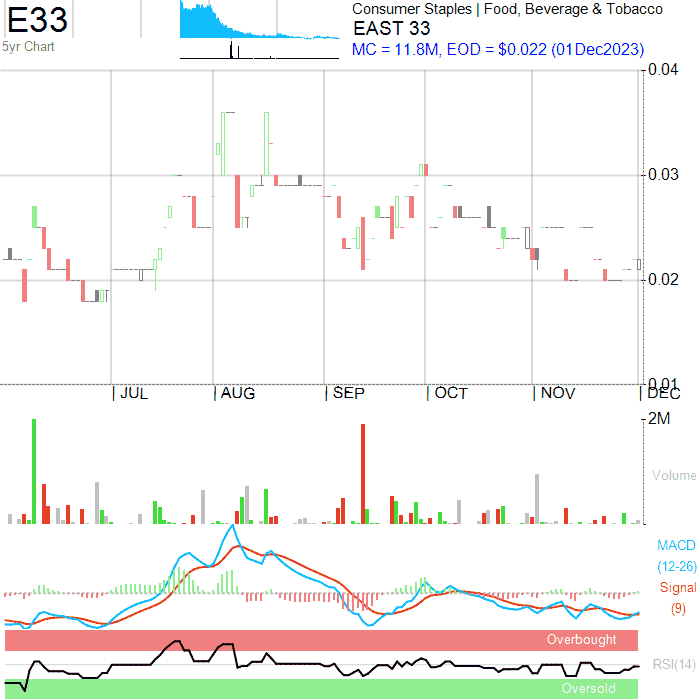 E33
5yr Chart
Consumer Staples | Food, Beverage & Tobacco
EAST 33
MC = 11.8M, EOD = $0.022 (01Dec2023)
0.04
0.03
0.02
0.01
JUL
AUG
SEP
OCT
NOV
DEC
2M
Volume
MACD
(12-26)
Signal
(9)
Overbought
RSI(14)
Oversold